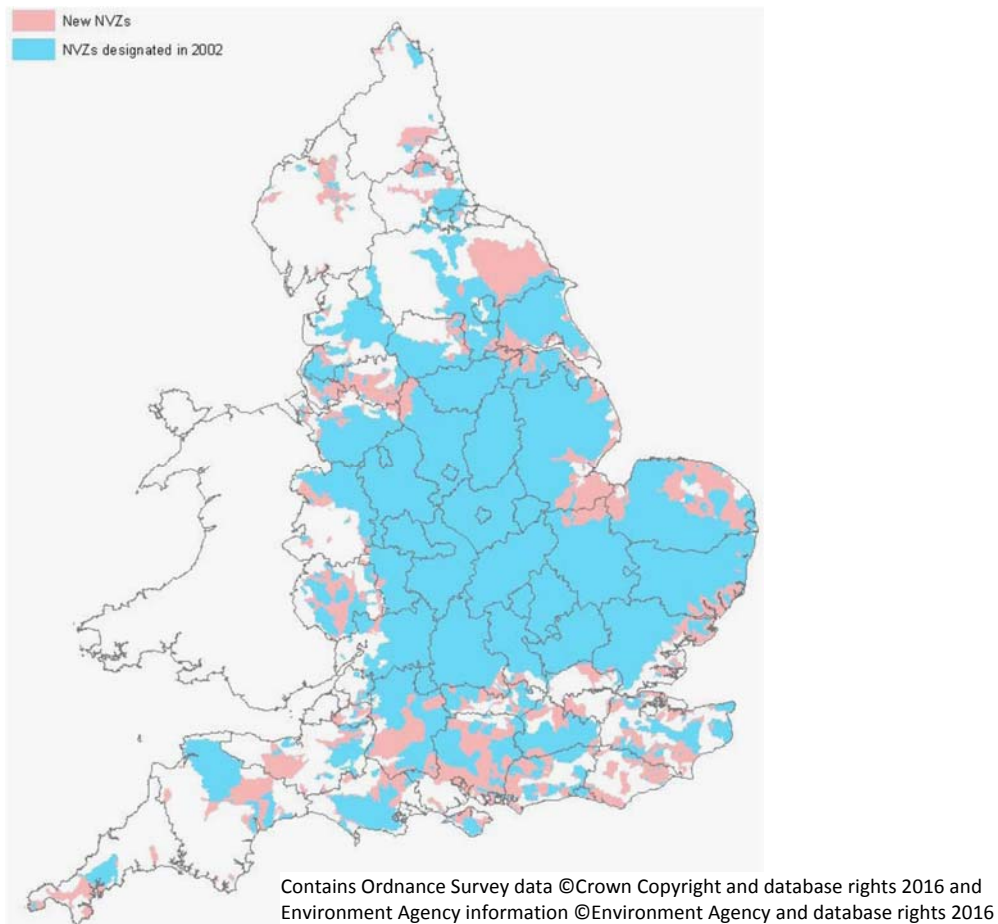 New NVZs
NVZs designated in 2002
Contains Ordnance Survey data ©Crown Copyright and database rights 2016 and
Environment Agency information ©Environment Agency and database rights 2016